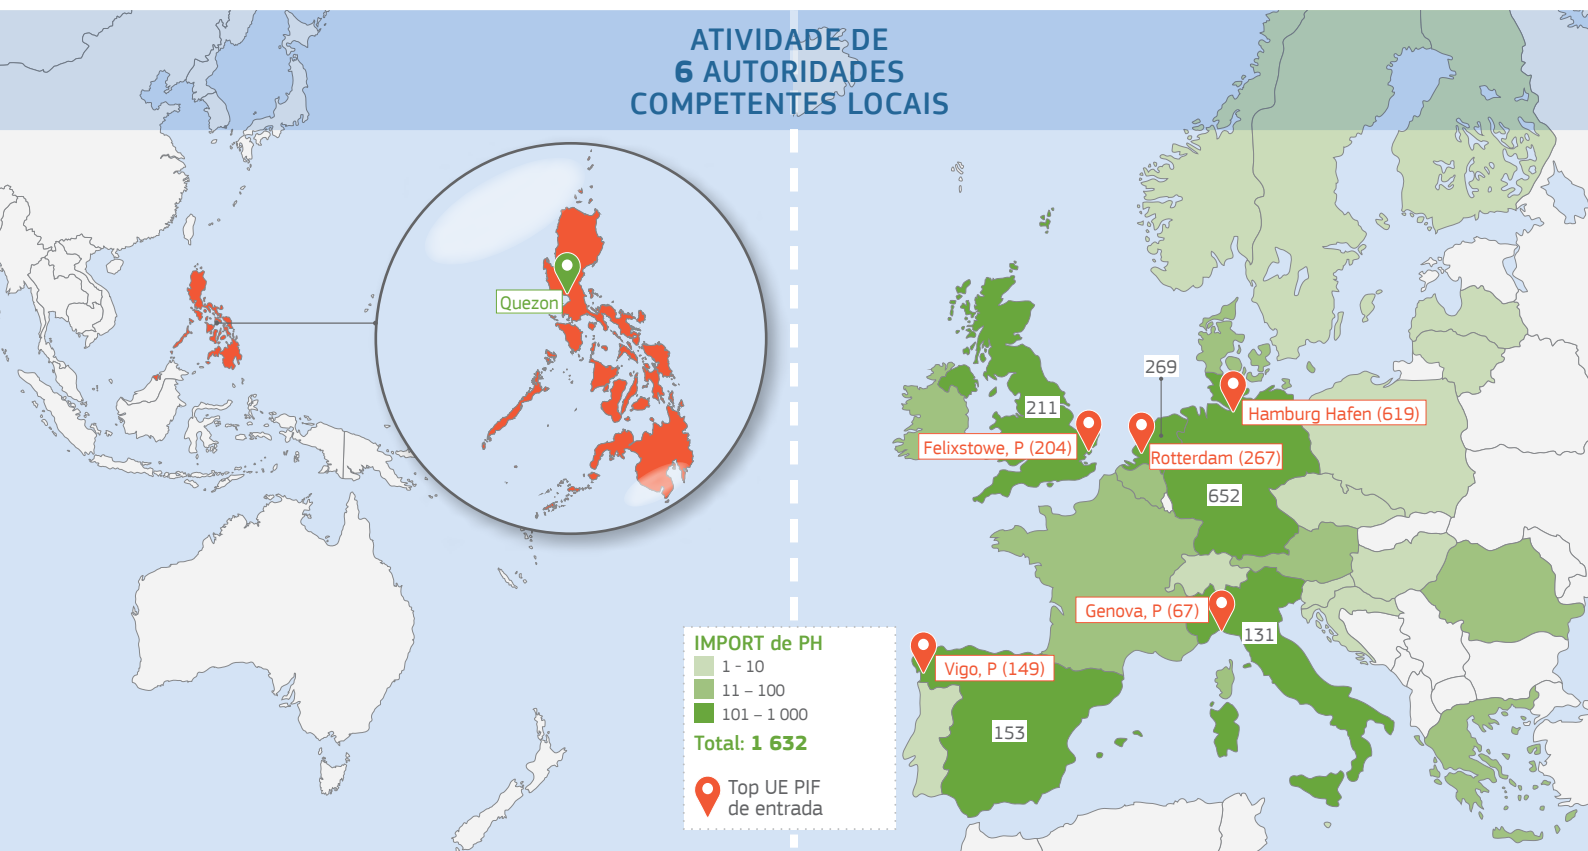 ATIVIDADE DE
6 AUTORIDADES
COMPETENTES LOCAIS
Quezon
269
211
Hamburg Hafen (619)
Felixstowe, P (204)
Rotterdam (267)
652
Genova, P (67)
131
Vigo, P (149)
153
IMPORT de PH
1 - 10
11 – 100
101 – 1 000
Total: 1 632
Top UE PIF
de entrada